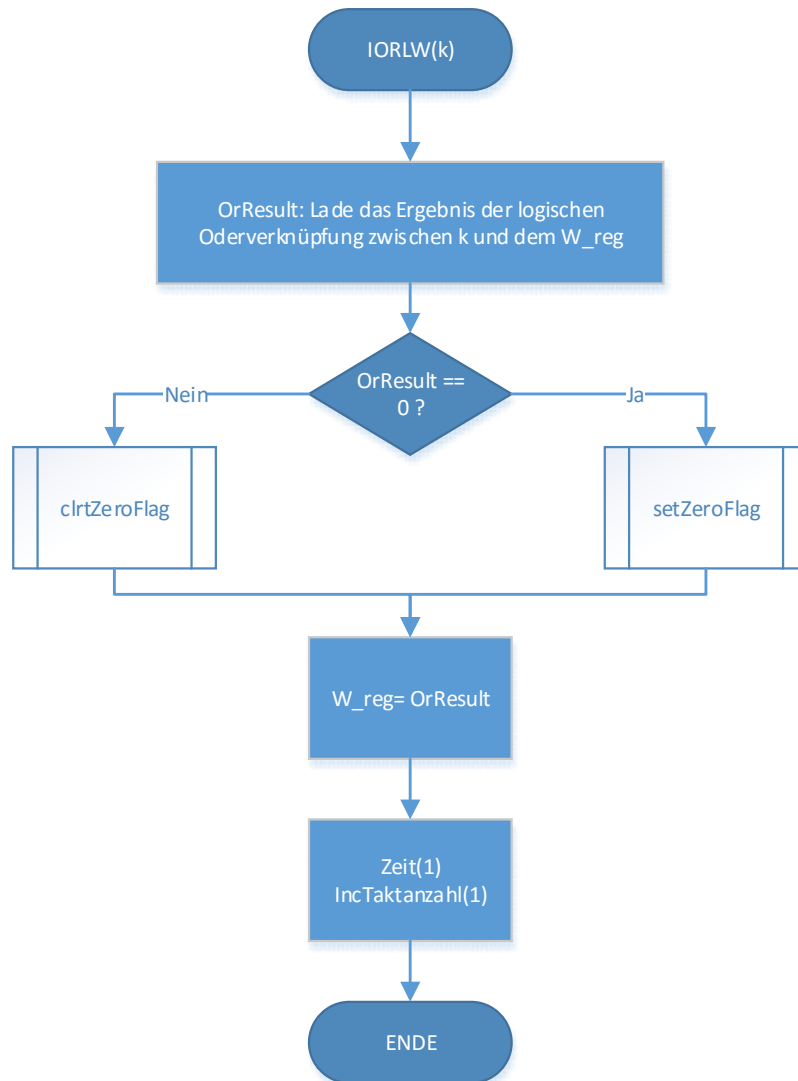 IORLW(k)
OrResult: Lade das Ergebnis der logischen
Oderverknüpfung zwischen k und dem W_reg
OrResult ==
0 ?
Nein
Ja
clrtZeroFlag
setZeroFlag
W_reg= OrResult
Zeit(1)
IncTaktanzahl(1)
ENDE